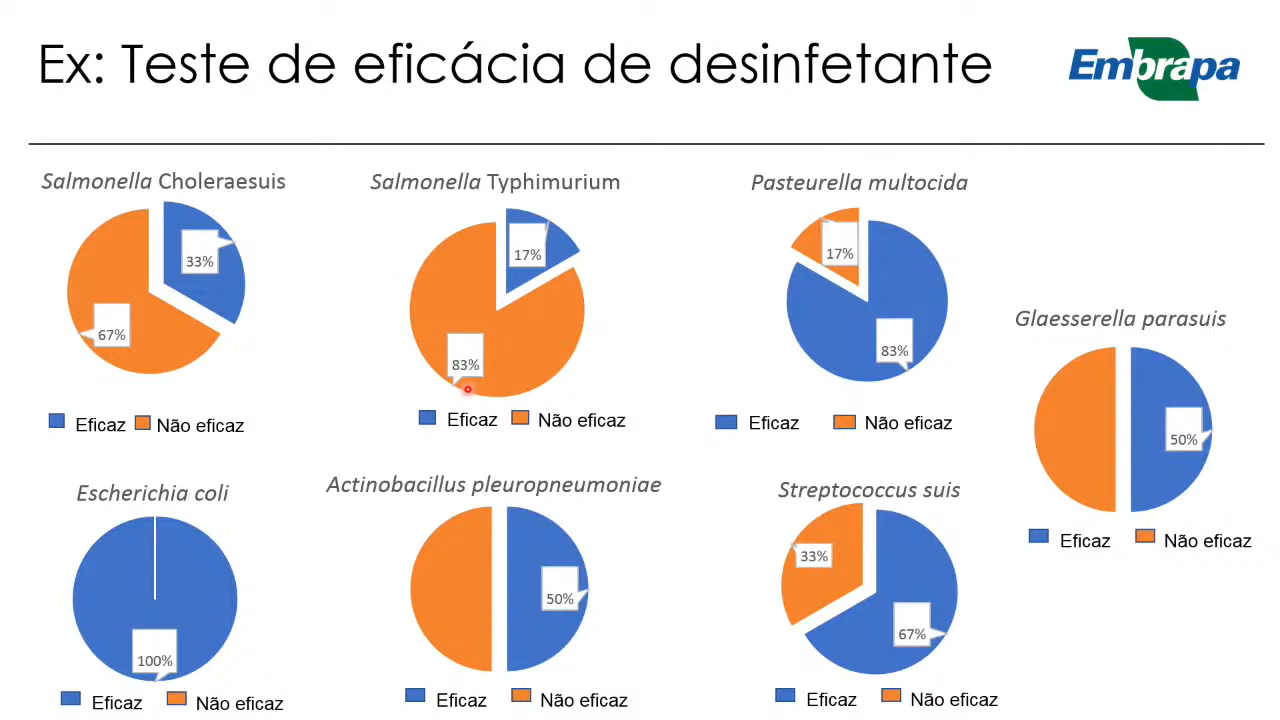 Ex: Teste de eficácia de desinfetante
Embrapa
Salmonella Choleraesuis
33%
67%
Eficaz Não eficaz
Salmonella Typhimurium
17%
83%
Eficaz Não eficaz
Pasteurella multocida
17%
83%
Eficaz Não eficaz
Glaesserella parasuis
50%
Eficaz Não eficaz
Escherichia coli
100%
Eficaz Não eficaz
Actinobacillus pleuropneumoniae
50%
Eficaz Não eficaz
Streptococcus suis
33%
67%
Eficaz Não eficaz